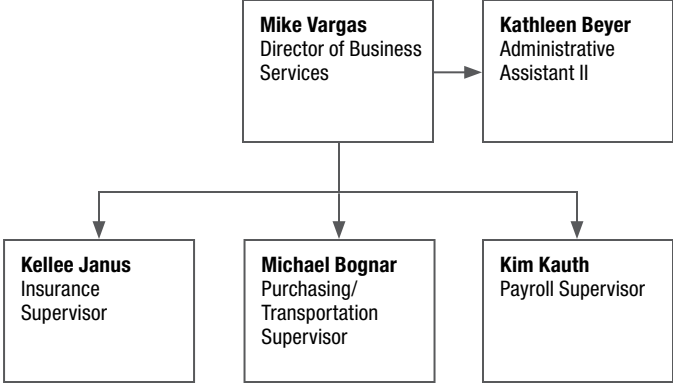 Mike Vargas
Director of Business
Services
Kathleen Beyer
Administrative
Assistant II
Kellee Janus
Insurance
Supervisor
Michael Bognar
Purchasing/
Transportation
Supervisor
Kim Kauth
Payroll Supervisor